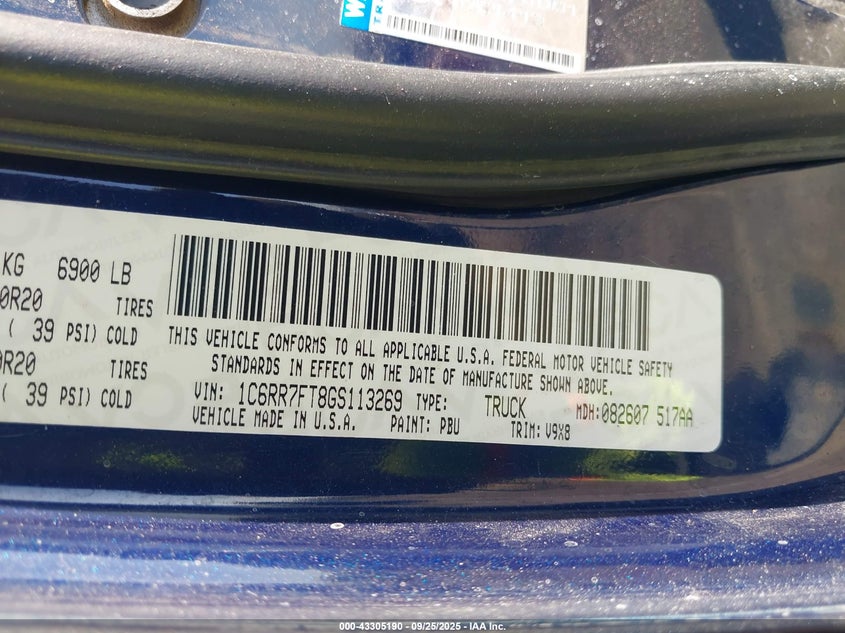 KG 6900 LB
0R20 TIRES
( 39 PSI) COLD
0R20 TIRES
( 39 PSI) COLD
THIS VEHICLE CONFORMS TO ALL APPLICABLE U.S.A. FEDERAL MOTOR VEHICLE SAFETY
STANDARDS IN EFFECT ON THE DATE OF MANUFACTURE SHOWN ABOVE.
VIN: 1C6RR7FT8GS113269 TYPE: TRUCK MDH:082607 517AA
VEHICLE MADE IN U.S.A. PAINT: PBU TRIM: V9X8
000-43305190 - 09/25/2025 - IAA Inc.